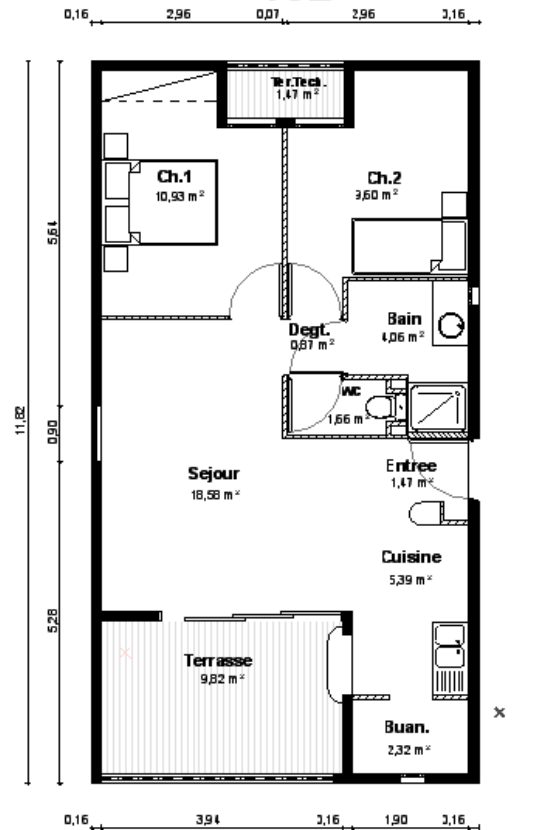 0,16 2,96 0,07 2,96 0,16
Ter.Tech.
1,47 m²
Ch.1
10,93 m²
Ch.2
9,60 m²
5,64
Bain
4,06 m²
Degt.
0,87 m²
WC
1,66 m²
11,82
0,90
Sejour
18,58 m²
Entree
1,47 m²
Cuisine
5,39 m²
5,28
Terrasse
9,82 m²
Buan.
2,32 m²
0,16 3,94 0,16 1,90 0,16